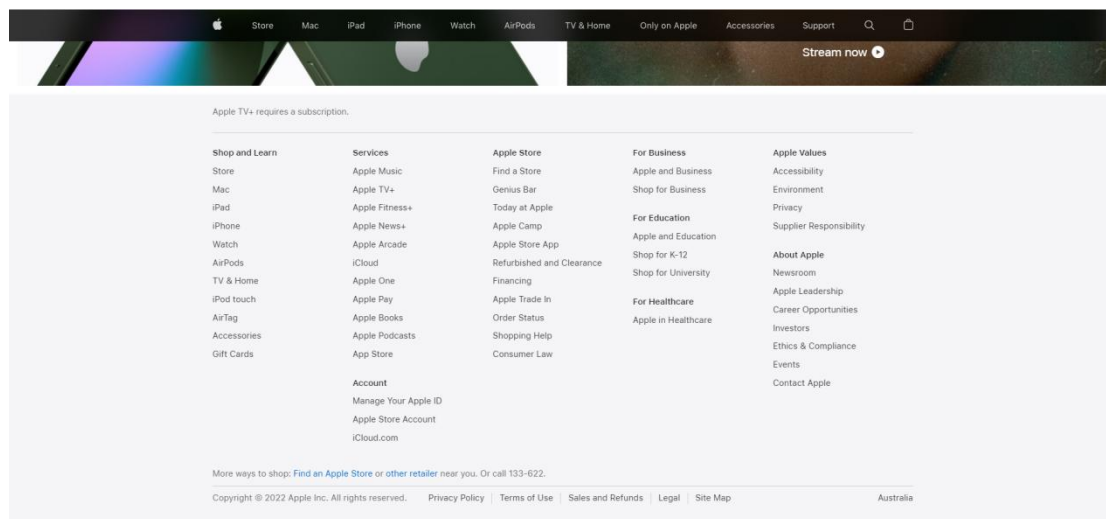 Store Mac iPad iPhone Watch AirPods TV & Home Only on Apple Accessories Support
Stream now
Apple TV+ requires a subscription.
Shop and Learn
Store
Mac
iPad
iPhone
Watch
AirPods
TV & Home
iPod touch
AirTag
Accessories
Gift Cards
Services
Apple Music
Apple TV+
Apple Fitness+
Apple News+
Apple Arcade
iCloud
Apple One
Apple Pay
Apple Books
Apple Podcasts
App Store
Account
Manage Your Apple ID
Apple Store Account
iCloud.com
Apple Store
Find a Store
Genius Bar
Today at Apple
Apple Camp
Apple Store App
Refurbished and Clearance
Financing
Apple Trade In
Order Status
Shopping Help
Consumer Law
For Business
Apple and Business
Shop for Business
For Education
Apple and Education
Shop for K-12
Shop for University
For Healthcare
Apple in Healthcare
Apple Values
Accessibility
Environment
Privacy
Supplier Responsibility
About Apple
Newsroom
Apple Leadership
Career Opportunities
Investors
Ethics & Compliance
Events
Contact Apple
More ways to shop: Find an Apple Store or other retailer near you. Or call 133-622.
Copyright © 2022 Apple Inc. All rights reserved. Privacy Policy | Terms of Use | Sales and Refunds | Legal | Site Map Australia